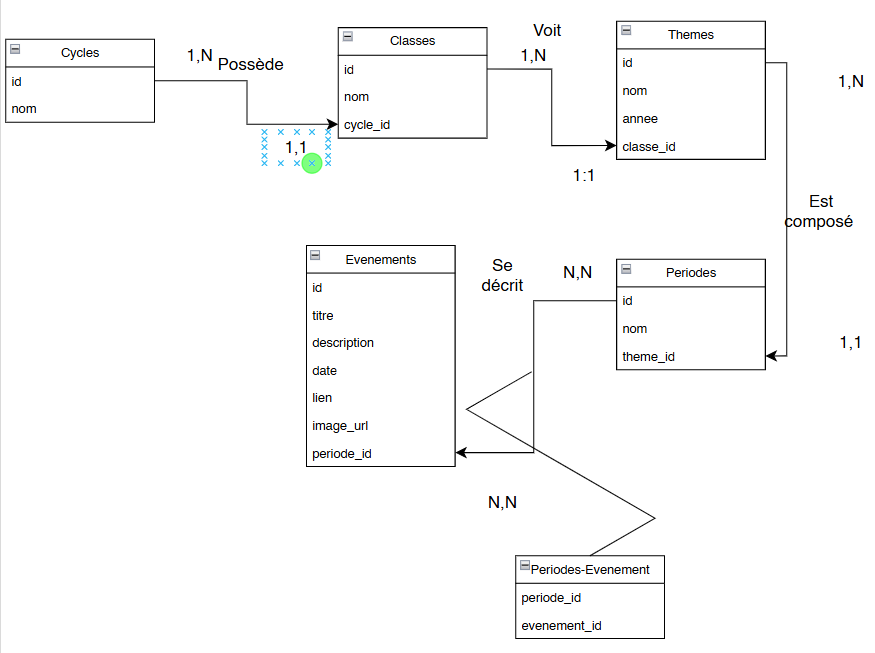 Cycles
id
nom
1,N
Possède
1,1
Classes
id
nom
cycle_id
Voit
1,N
1:1
Themes
id
nom
annee
classe_id
1,N
Est
composé
1,1
Periodes
id
nom
theme_id
N,N
Se
décrit
N,N
Evenements
id
titre
description
date
lien
image_url
periode_id
Periodes-Evenement
periode_id
evenement_id